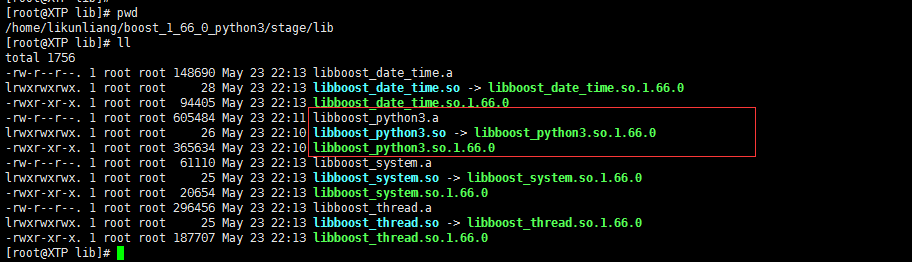 [root@XTP lib]# pwd
/home/likunliang/boost_1_66_0_python3/stage/lib
[root@XTP lib]# ll
total 1756
-rw-r--r--. 1 root root 148690 May 23 22:13 libboost_date_time.a
lrwxrwxrwx. 1 root root     28 May 23 22:13 libboost_date_time.so -> libboost_date_time.so.1.66.0
-rwxr-xr-x. 1 root root  94405 May 23 22:13 libboost_date_time.so.1.66.0
-rw-r--r--. 1 root root 605484 May 23 22:11 libboost_python3.a
lrwxrwxrwx. 1 root root     26 May 23 22:10 libboost_python3.so -> libboost_python3.so.1.66.0
-rwxr-xr-x. 1 root root 365634 May 23 22:10 libboost_python3.so.1.66.0
-rw-r--r--. 1 root root  61110 May 23 22:13 libboost_system.a
lrwxrwxrwx. 1 root root     25 May 23 22:13 libboost_system.so -> libboost_system.so.1.66.0
-rwxr-xr-x. 1 root root  20654 May 23 22:13 libboost_system.so.1.66.0
-rw-r--r--. 1 root root 296456 May 23 22:13 libboost_thread.a
lrwxrwxrwx. 1 root root     25 May 23 22:13 libboost_thread.so -> libboost_thread.so.1.66.0
-rwxr-xr-x. 1 root root 187707 May 23 22:13 libboost_thread.so.1.66.0
[root@XTP lib]#